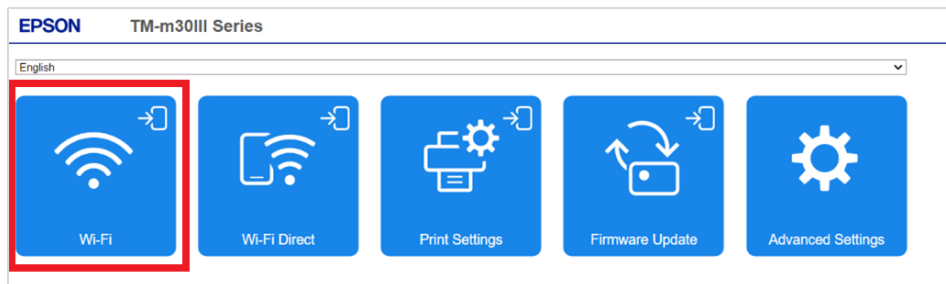 EPSON TM-m30III Series
English
Wi-Fi Wi-Fi Direct Print Settings Firmware Update Advanced Settings